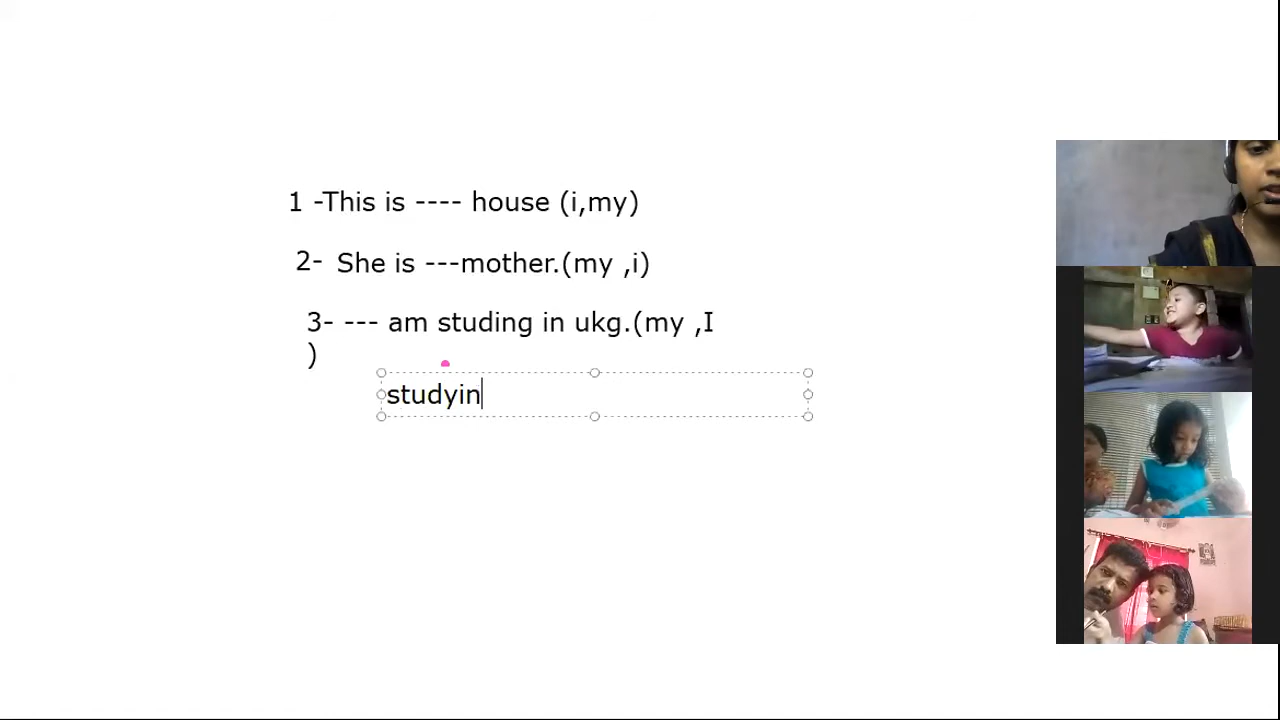 1 -This is ---- house (i,my)
2- She is ---mother.(my ,i)
3- --- am studing in ukg.(my ,I
)
studyin